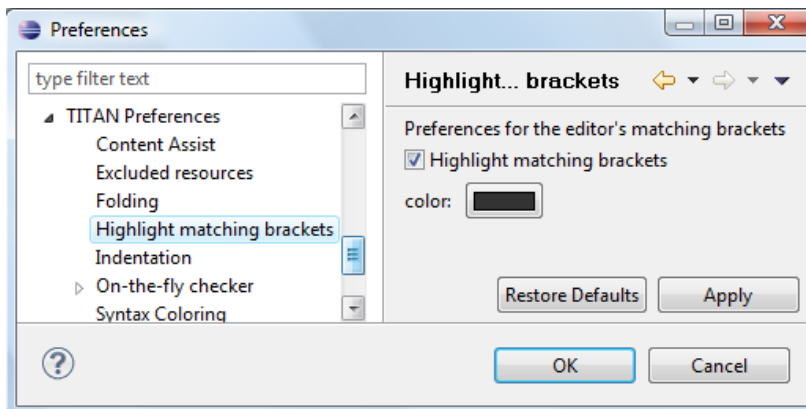 Preferences
type filter text
TITAN Preferences
Content Assist
Excluded resources
Folding
Highlight matching brackets
Indentation
On-the-fly checker
Syntax Coloring
Highlight... brackets
Preferences for the editor's matching brackets
Highlight matching brackets
color:
Restore Defaults
Apply
?
OK
Cancel